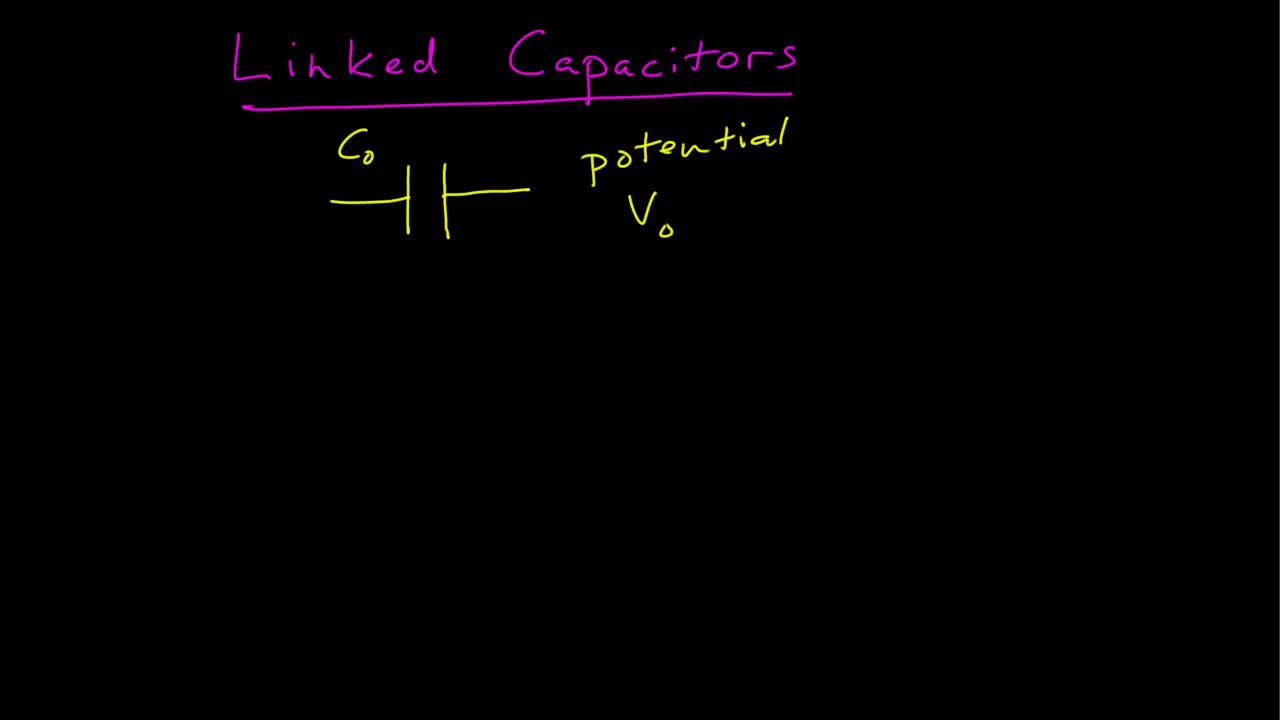 Linked Capacitors
C₀
potential
V₀